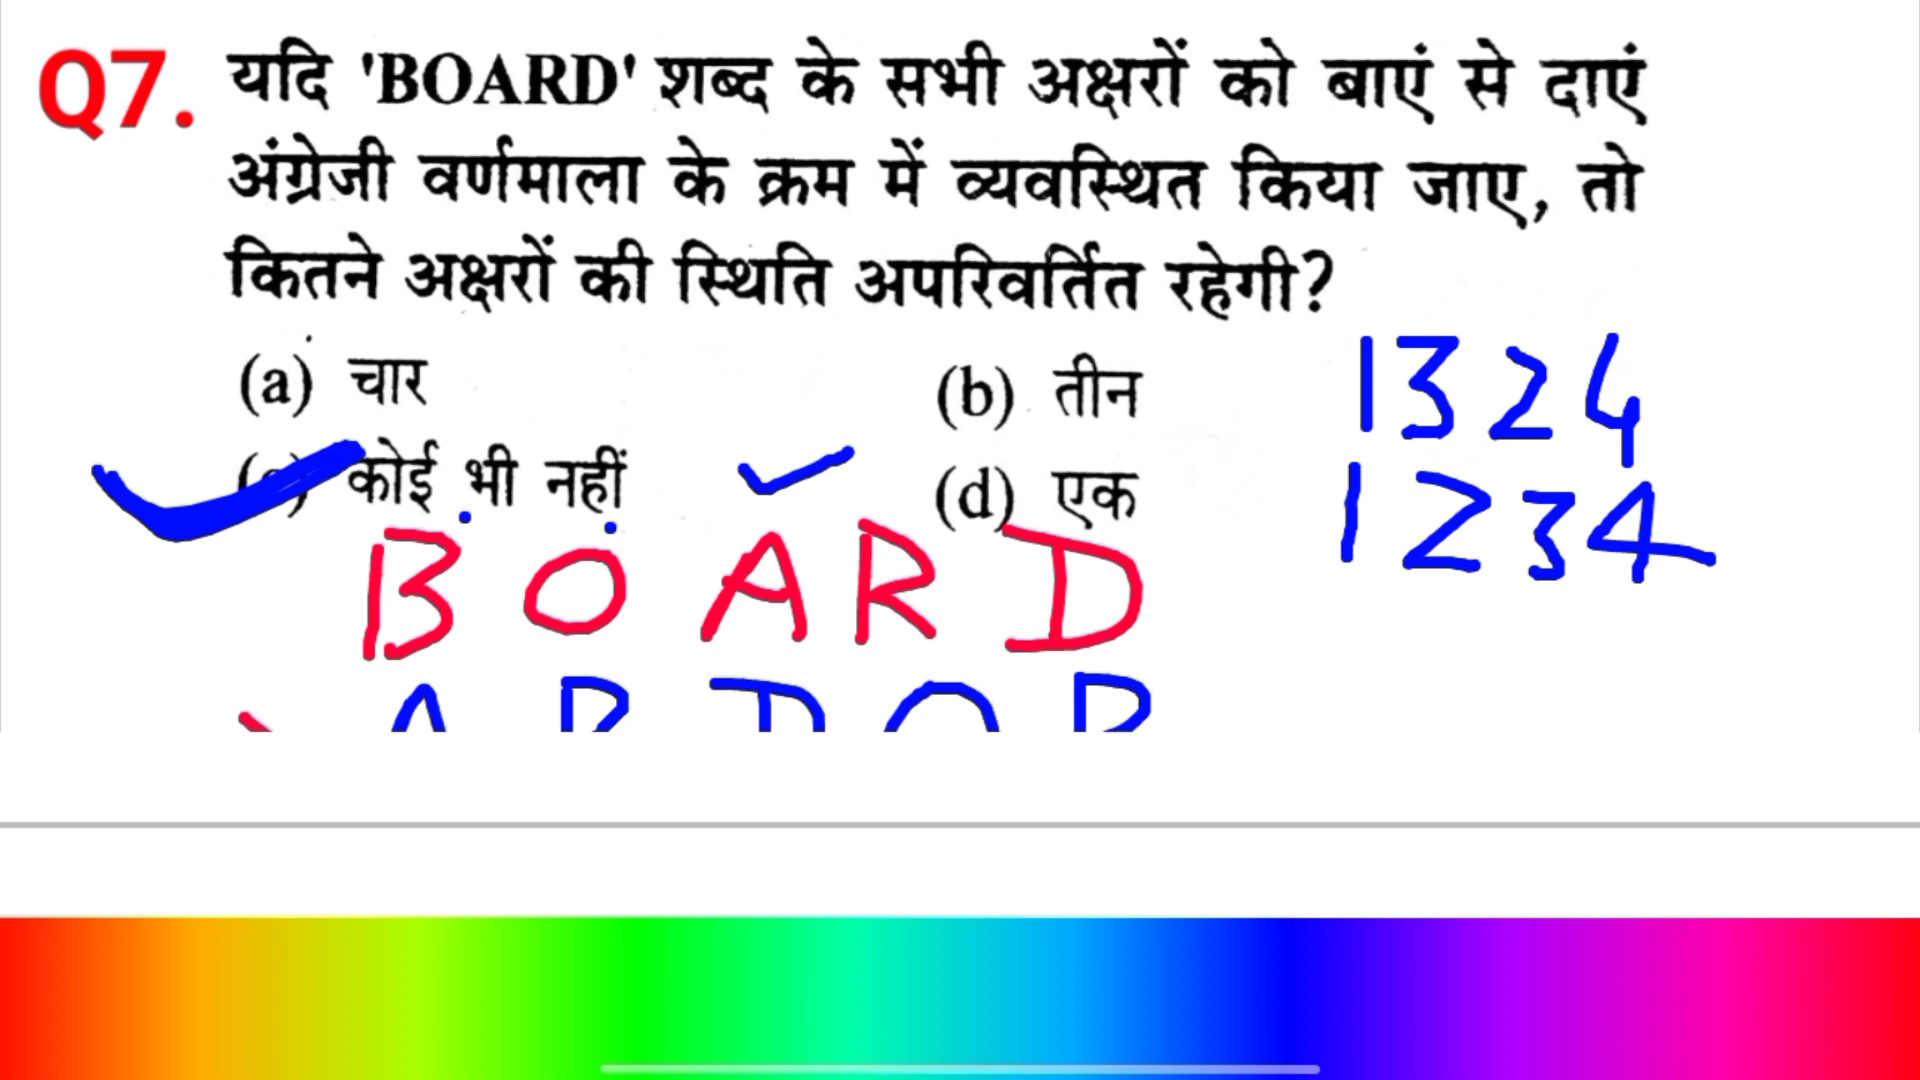 Q7. यदि 'BOARD' शब्द के सभी अक्षरों को बाएं से दाएं
अंग्रेजी वर्णमाला के क्रम में व्यवस्थित किया जाए, तो
कितने अक्षरों की स्थिति अपरिवर्तित रहेगी?
(a) चार (b) तीन
(c) कोई भी नहीं (d) एक
1324
1234
BOARD
ABDOR